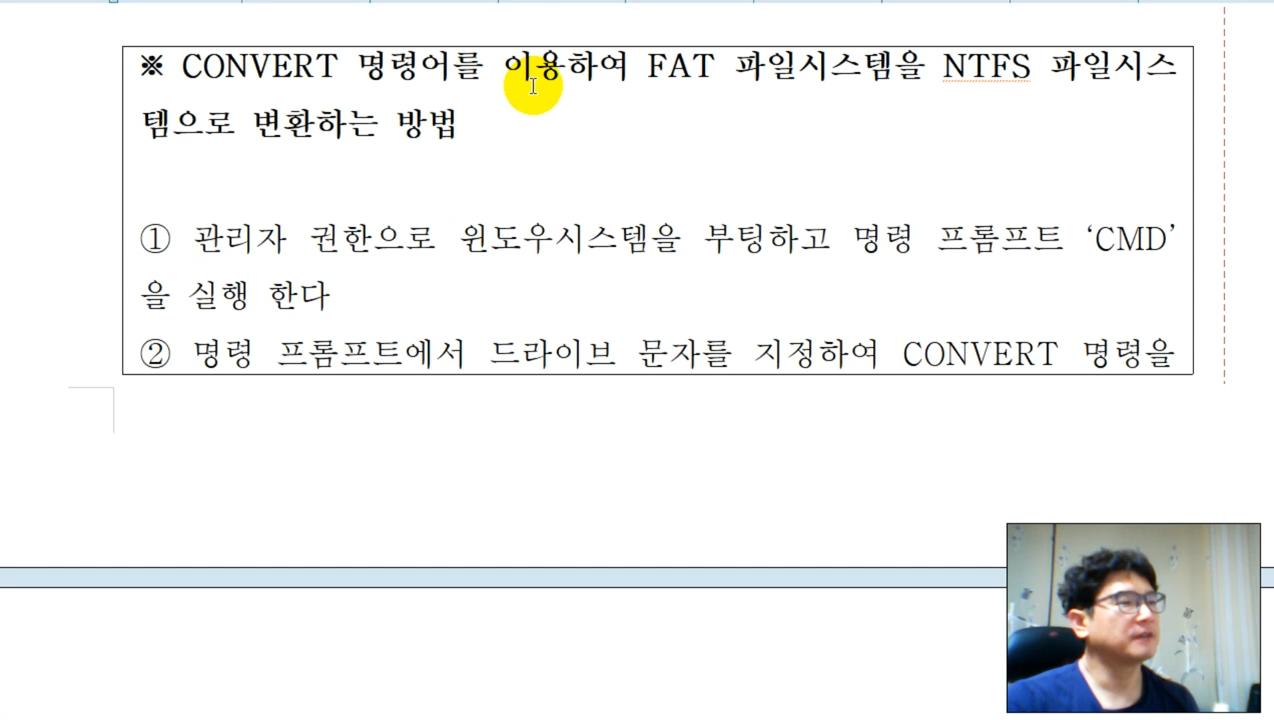 ※ CONVERT 명령어를 이용하여 FAT 파일시스템을 NTFS 파일시스
템으로 변환하는 방법
① 관리자 권한으로 윈도우시스템을 부팅하고 명령 프롬프트 ‘CMD’
을 실행 한다
② 명령 프롬프트에서 드라이브 문자를 지정하여 CONVERT 명령을